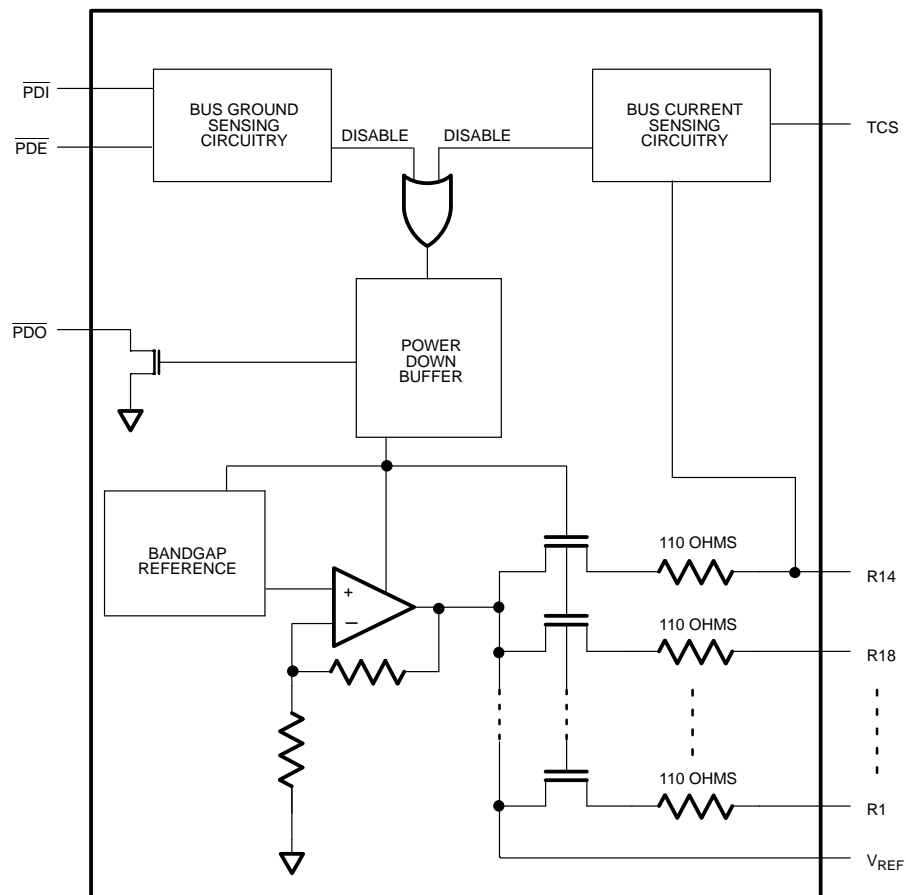 PDI
BUS GROUND
SENSING
CIRCUITRY
BUS CURRENT
SENSING
CIRCUITRY
TCS
PDE
DISABLE
DISABLE
PDO
POWER
DOWN
BUFFER
BANDGAP
REFERENCE
+
−
110 OHMS
R14
110 OHMS
R18
110 OHMS
R1
VREF